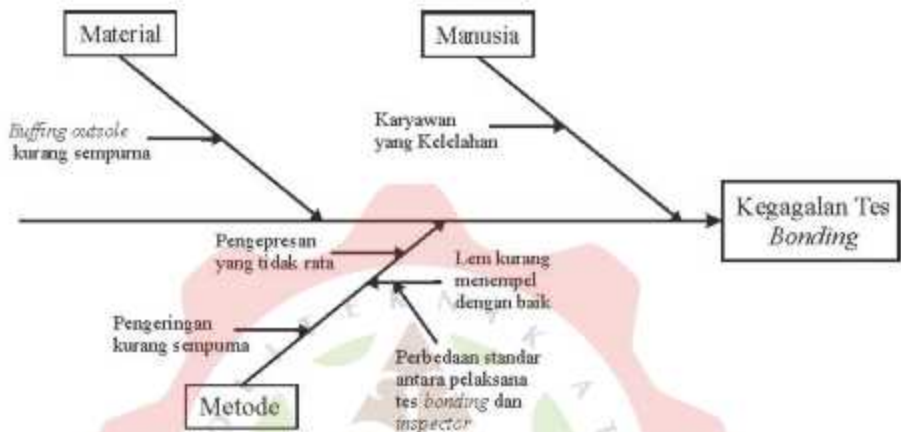 Material
Manusia
Buffing outsole
kurang sempurna
Karyawan
yang Kelelahan
Kegagalan Tes
Bonding
Pengepresan
yang tidak rata
Lem kurang
menempel
dengan baik
Pengeringan
kurang sempurna
Perbedaan standar
antara pelaksana
tes bonding dan
inspector
Metode